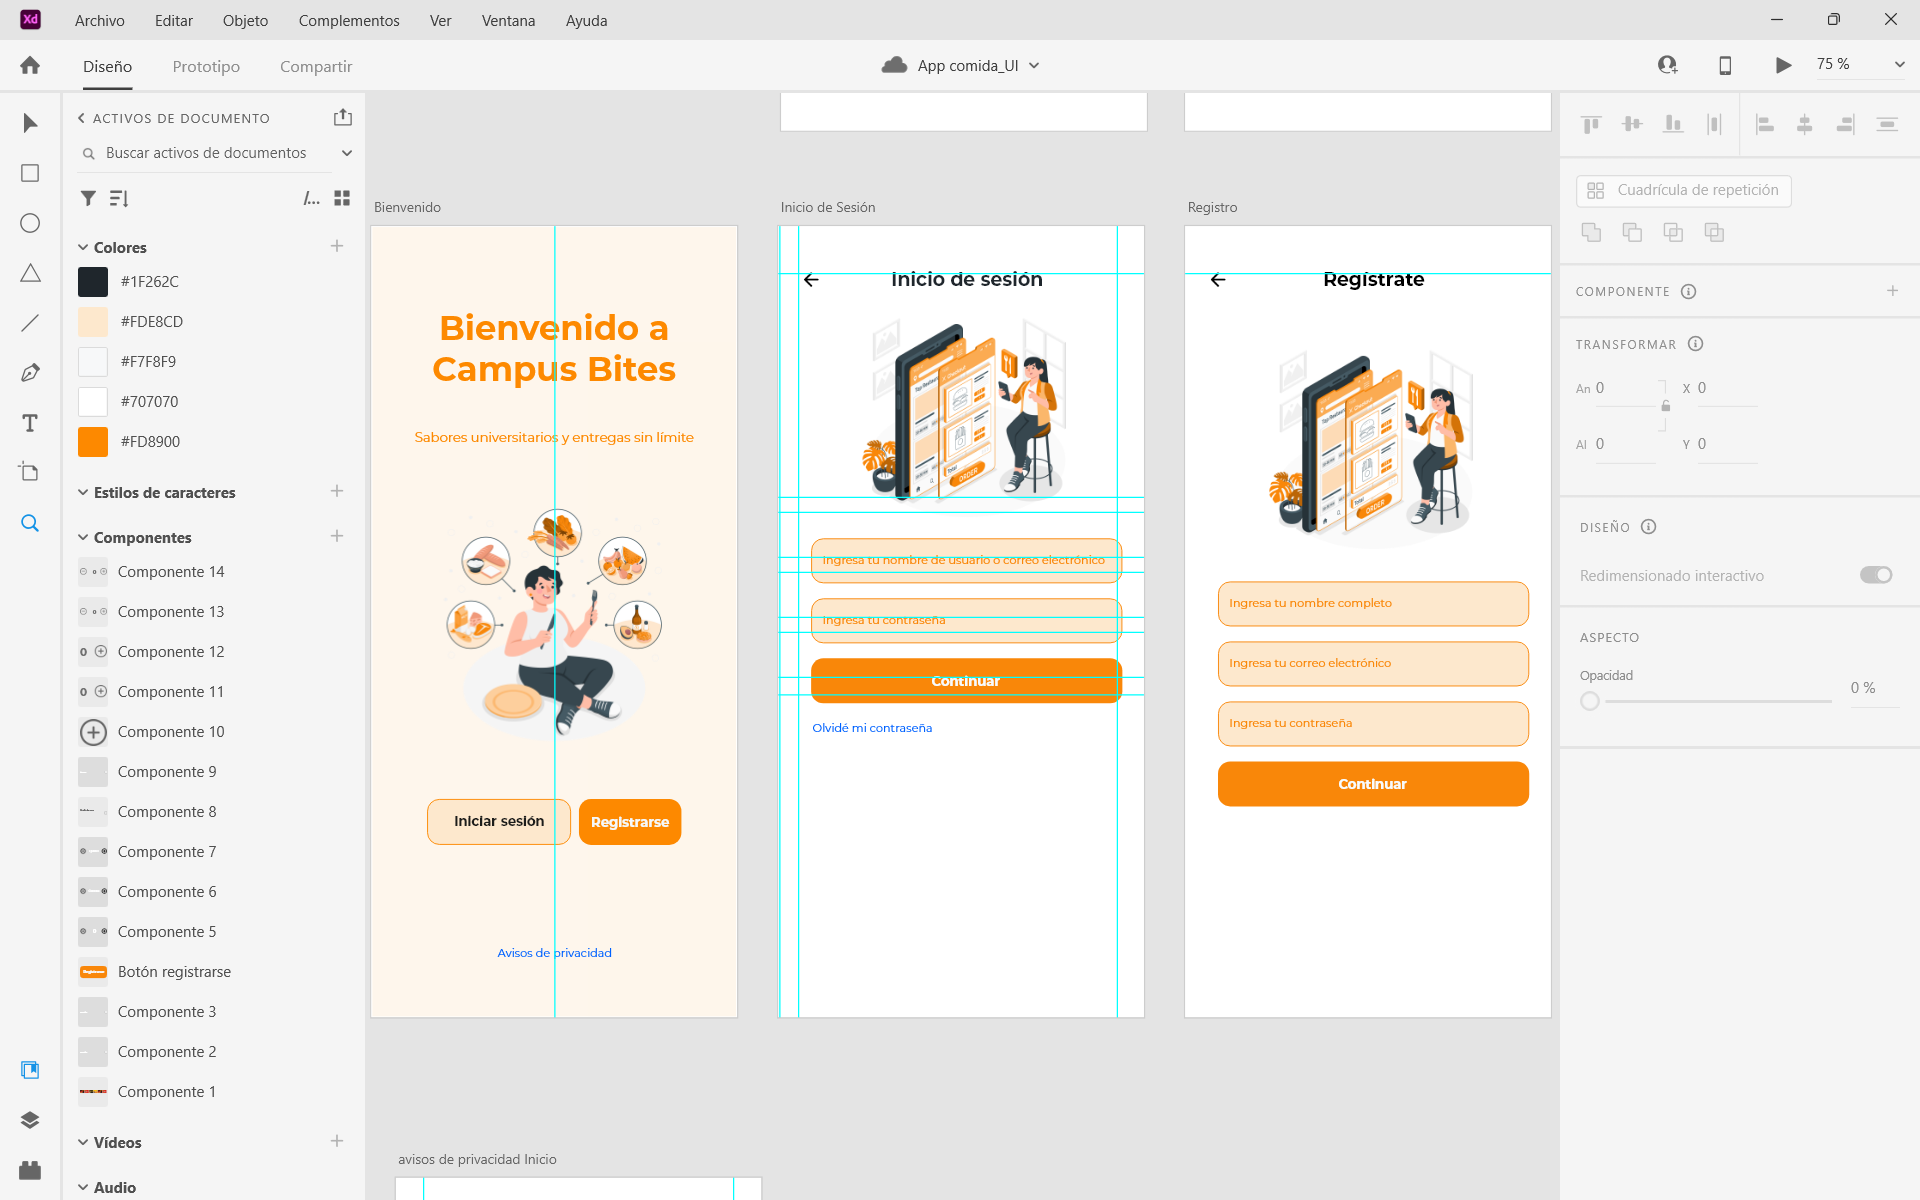 Xd
Archivo
Editar
Objeto
Complementos
Ver
Ventana
Ayuda
Diseño
Prototipo
Compartir
App comida_UI
75 %
ACTIVOS DE DOCUMENTO
Buscar activos de documentos
/...
Colores
#1F262C
#FDE8CD
#F7F8F9
#707070
#FD8900
Estilos de caracteres
Componentes
Componente 14
Componente 13
0
Componente 12
0
Componente 11
Componente 10
Componente 9
Componente 8
Componente 7
Componente 6
Componente 5
Botón registrarse
Componente 3
Componente 2
Componente 1
Vídeos
Audio
Bienvenido
Bienvenido a
Campus Bites
Sabores universitarios y entregas sin límite
Iniciar sesión
Registrarse
Avisos de privacidad
Inicio de Sesión
Inicio de sesión
Total
ORDER
Ingresa tu nombre de usuario o correo electrónico
Ingresa tu contraseña
Continuar
Olvidé mi contraseña
Registro
Regístrate
Total
ORDER
Ingresa tu nombre completo
Ingresa tu correo electrónico
Ingresa tu contraseña
Continuar
avisos de privacidad Inicio
Cuadrícula de repetición
COMPONENTE
TRANSFORMAR
An 0
X 0
Al 0
Y 0
DISEÑO
Redimensionado interactivo
ASPECTO
Opacidad
0 %